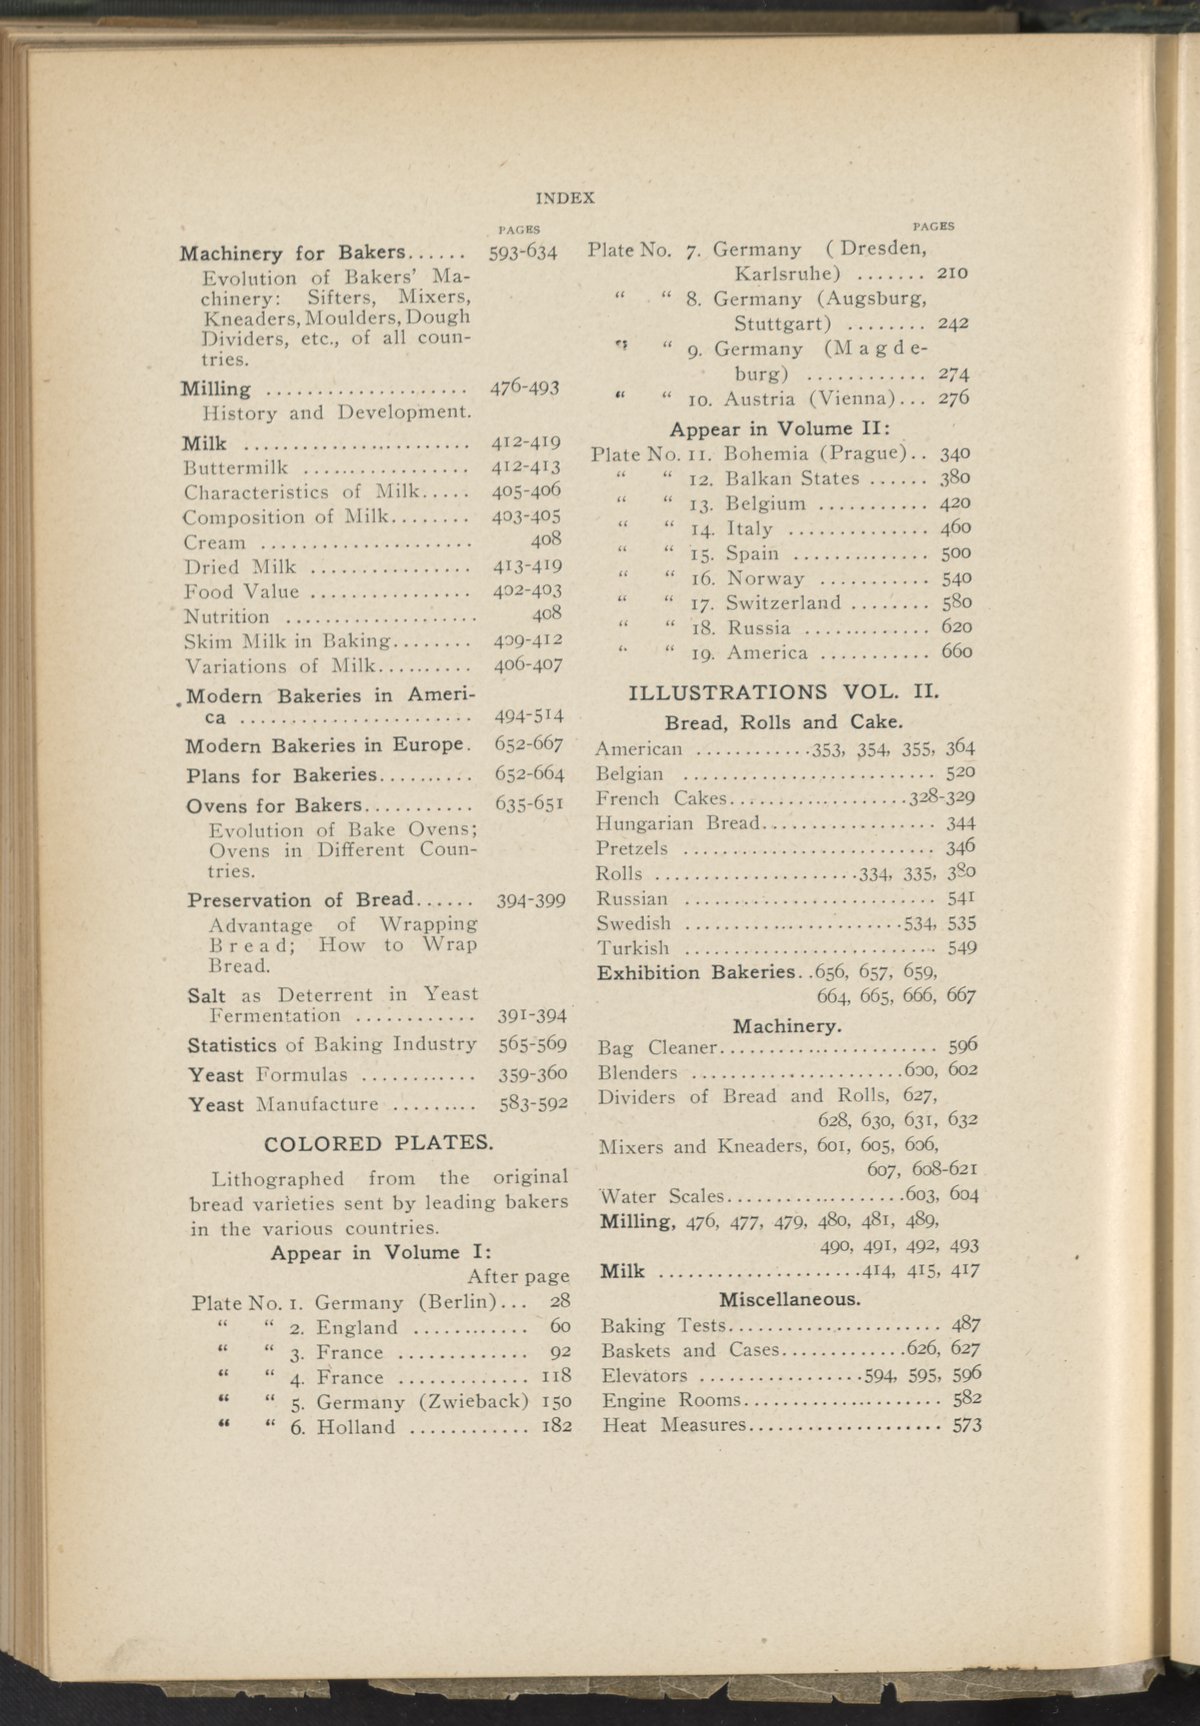 INDEX
PAGES
Machinery for Bakers...... 593-634
Evolution of Bakers' Ma-
chinery: Sifters, Mixers,
Kneaders, Moulders, Dough
Dividers, etc., of all coun-
tries.
Milling .................... 476-493
History and Development.
Milk ....................... 412-419
Buttermilk ................. 412-413
Characteristics of Milk..... 405-406
Composition of Milk........ 403-405
Cream ..................... 408
Dried Milk ................ 413-419
Food Value ................ 402-403
Nutrition ................... 408
Skim Milk in Baking........ 409-412
Variations of Milk.......... 406-407
Modern Bakeries in Ameri-
ca ....................... 494-514
Modern Bakeries in Europe. 652-667
Plans for Bakeries.......... 652-664
Ovens for Bakers........... 635-651
Evolution of Bake Ovens;
Ovens in Different Coun-
tries.
Preservation of Bread...... 394-399
Advantage of Wrapping
Bread; How to Wrap
Bread.
Salt as Deterrent in Yeast
Fermentation ............ 391-394
Statistics of Baking Industry 565-569
Yeast Formulas ............ 359-360
Yeast Manufacture ......... 583-592
COLORED PLATES.
Lithographed from the original
bread varieties sent by leading bakers
in the various countries.
Appear in Volume I:
After page
Plate No. 1. Germany (Berlin)... 28
“ “ 2. England ............ 60
“ “ 3. France ............. 92
“ “ 4. France ............. 118
“ “ 5. Germany (Zwieback) 150
“ “ 6. Holland ............ 182
PAGES
Plate No. 7. Germany (Dresden,
Karlsruhe) ....... 210
“ “ 8. Germany (Augsburg,
Stuttgart) ........ 242
“ “ 9. Germany (Magde-
burg) ............ 274
“ “ 10. Austria (Vienna)... 276
Appear in Volume II:
Plate No. 11. Bohemia (Prague).. 340
“ “ 12. Balkan States ...... 380
“ “ 13. Belgium ........... 420
“ “ 14. Italy .............. 460
“ “ 15. Spain .............. 500
“ “ 16. Norway ........... 540
“ “ 17. Switzerland ........ 580
“ “ 18. Russia ............. 620
“ “ 19. America ........... 660
ILLUSTRATIONS VOL. II.
Bread, Rolls and Cake.
American ............353, 354, 355, 364
Belgian .......................... 520
French Cakes...................328-329
Hungarian Bread.................. 344
Pretzels .......................... 346
Rolls .....................334, 335, 380
Russian .......................... 541
Swedish ......................534, 535
Turkish .......................... 549
Exhibition Bakeries..656, 657, 659,
664, 665, 666, 667
Machinery.
Bag Cleaner....................... 596
Blenders ......................600, 602
Dividers of Bread and Rolls, 627,
628, 630, 631, 632
Mixers and Kneaders, 601, 605, 606,
607, 608-621
Water Scales...................603, 604
Milling, 476, 477, 479, 480, 481, 489,
490, 491, 492, 493
Milk .....................414, 415, 417
Miscellaneous.
Baking Tests...................... 487
Baskets and Cases.............626, 627
Elevators .................594, 595, 596
Engine Rooms..................... 582
Heat Measures.................... 573